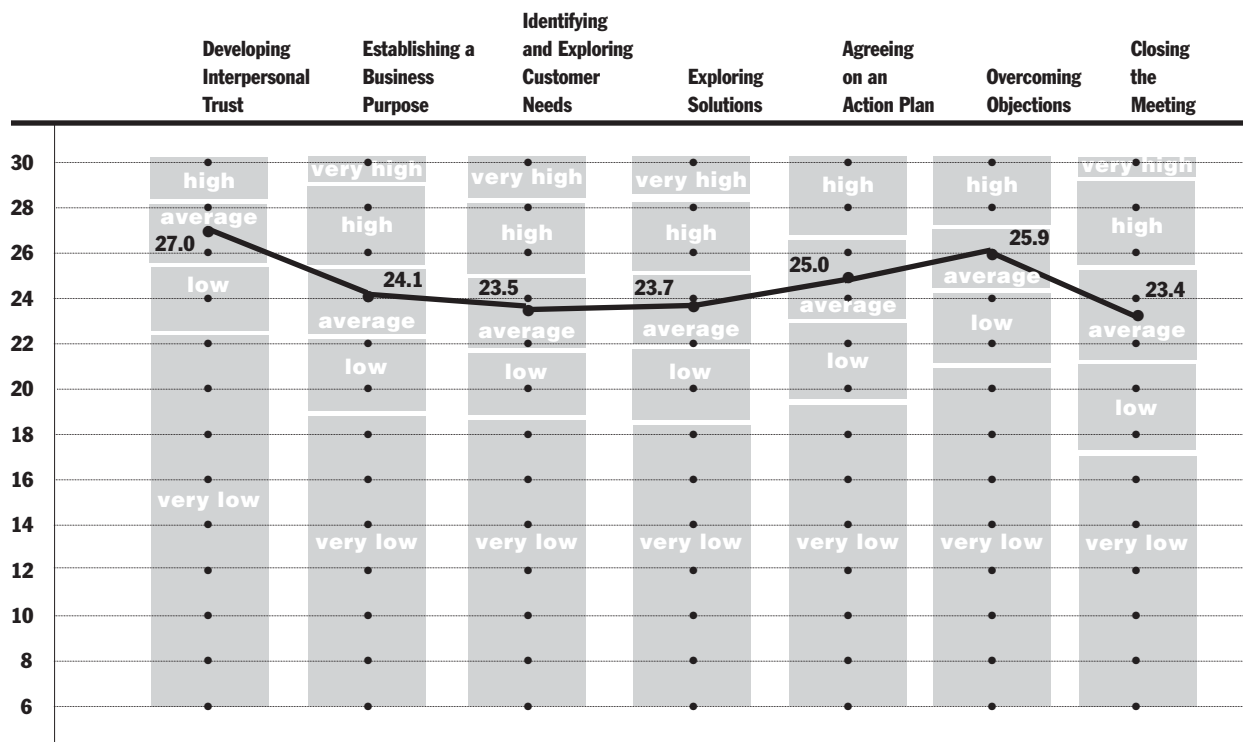 Developing
Interpersonal
Trust
Establishing a
Business
Purpose
Identifying
and Exploring
Customer
Needs
Exploring
Solutions
Agreeing
on an
Action Plan
Overcoming
Objections
Closing
the
Meeting
30
very high
very high
very high
very high
high
high
high
28
average
high
high
high
high
27.0
26
25.9
low
24.1
23.5
23.7
25.0
average
23.4
24
average
average
average
average
low
average
22
low
low
low
low
20
low
18
16
very low
14
very low
very low
very low
very low
very low
very low
12
10
8
6